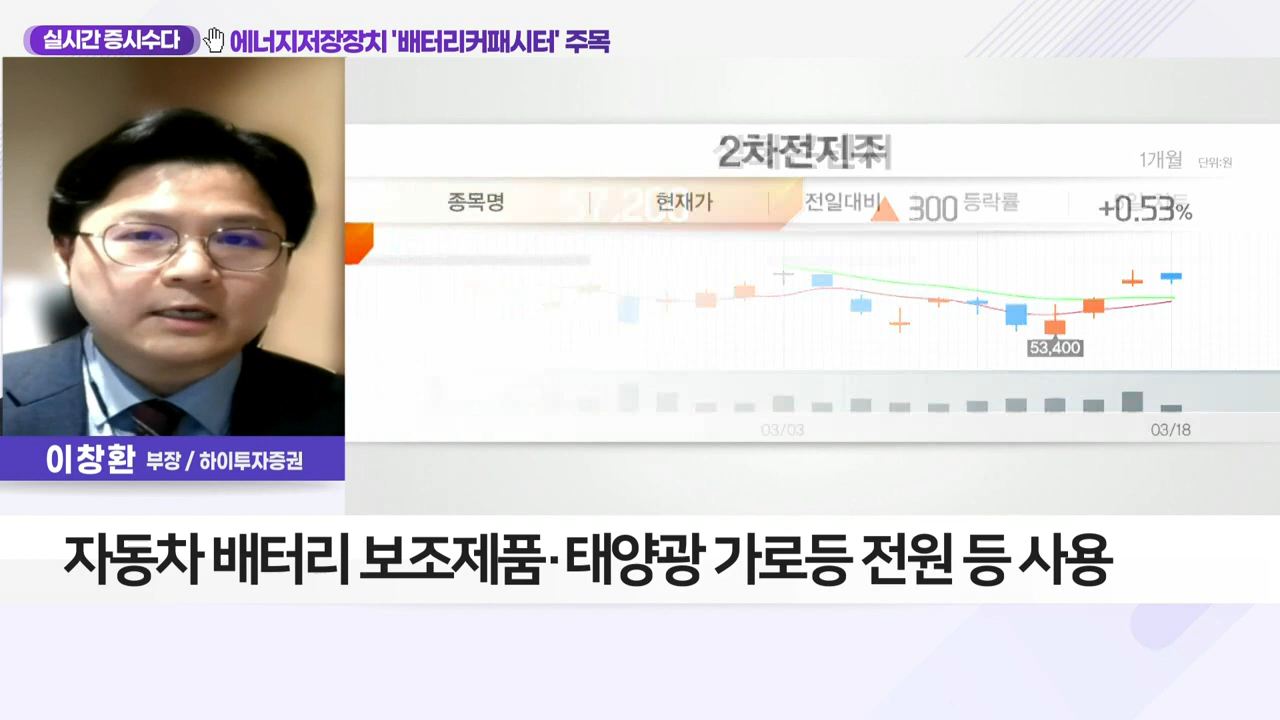 실시간 증시수다 에너지저장장치 '배터리커패시터' 주목
2차전지주
1개월 단위:원
종목명 현재가 전일대비 등락률
57,200 300 +0.53%
53,400
03/03 03/18
이창환 부장 / 하이투자증권
자동차 배터리 보조제품·태양광 가로등 전원 등 사용